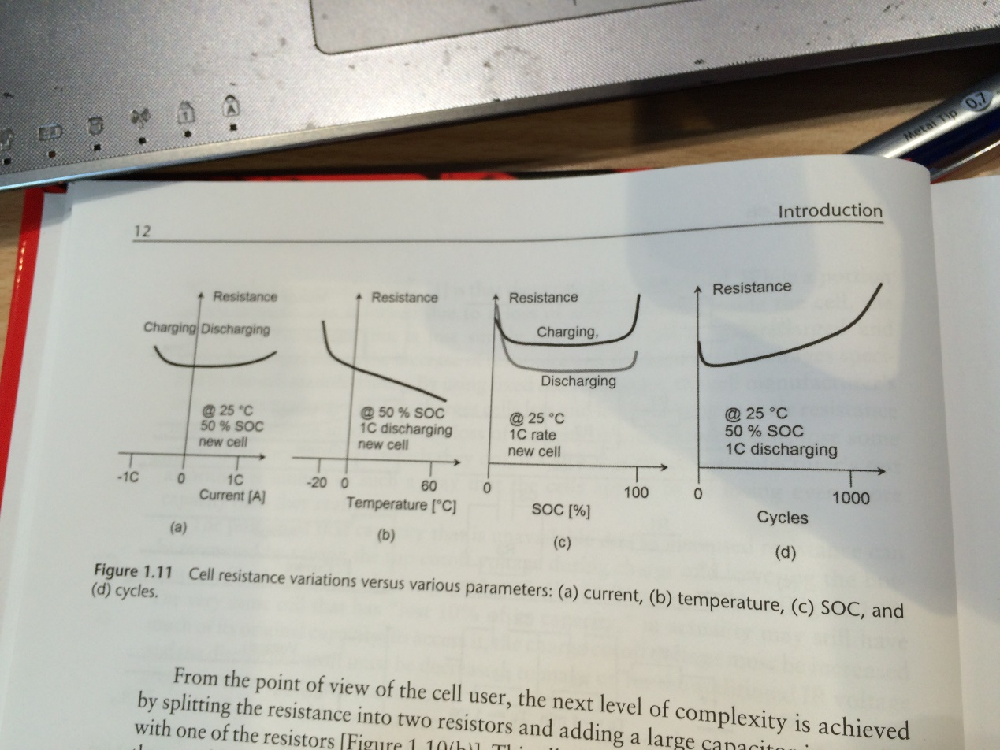 Metal Tip 0,7
1
A
12
Introduction
Resistance
Charging Discharging
@ 25 °C
50 % SOC
new cell
-1C 0 1C
Current [A]
(a)
Resistance
@ 50 % SOC
1C discharging
new cell
-20 0 60
Temperature [°C]
(b)
Resistance
Charging,
Discharging
@ 25 °C
1C rate
new cell
0 100
SOC [%]
(c)
Resistance
@ 25 °C
50 % SOC
1C discharging
0 1000
Cycles
(d)
Figure 1.11 Cell resistance variations versus various parameters: (a) current, (b) temperature, (c) SOC, and
(d) cycles.
From the point of view of the cell user, the next level of complexity is achieved
by splitting the resistance into two resistors and adding a large capacitor
with one of the resistors [Figure 1.10(b)].